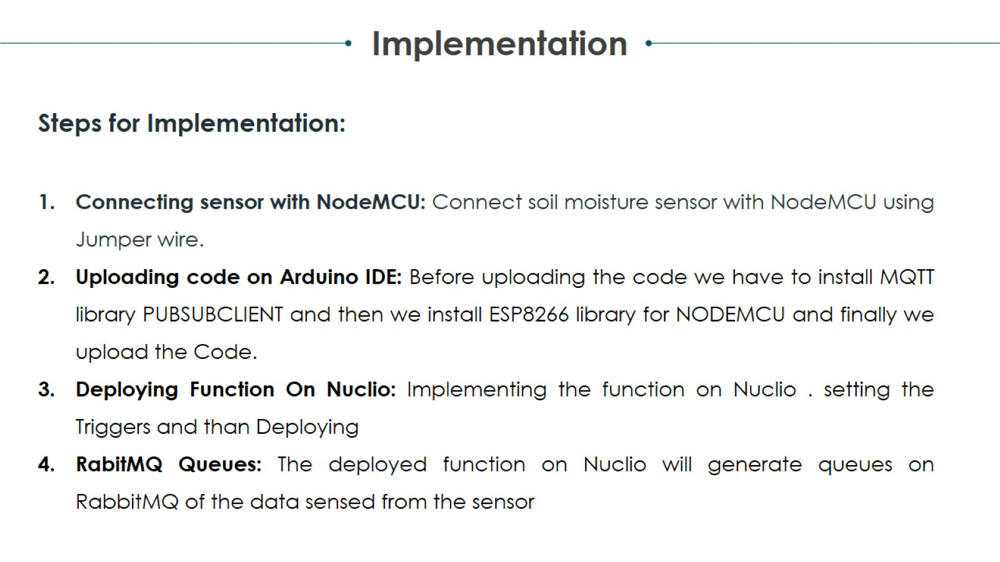 Implementation
Steps for Implementation:
1. Connecting sensor with NodeMCU: Connect soil moisture sensor with NodeMCU using
Jumper wire.
2. Uploading code on Arduino IDE: Before uploading the code we have to install MQTT
library PUBSUBCLIENT and then we install ESP8266 library for NODEMCU and finally we
upload the Code.
3. Deploying Function On Nuclio: Implementing the function on Nuclio . setting the
Triggers and than Deploying
4. RabitMQ Queues: The deployed function on Nuclio will generate queues on
RabbitMQ of the data sensed from the sensor